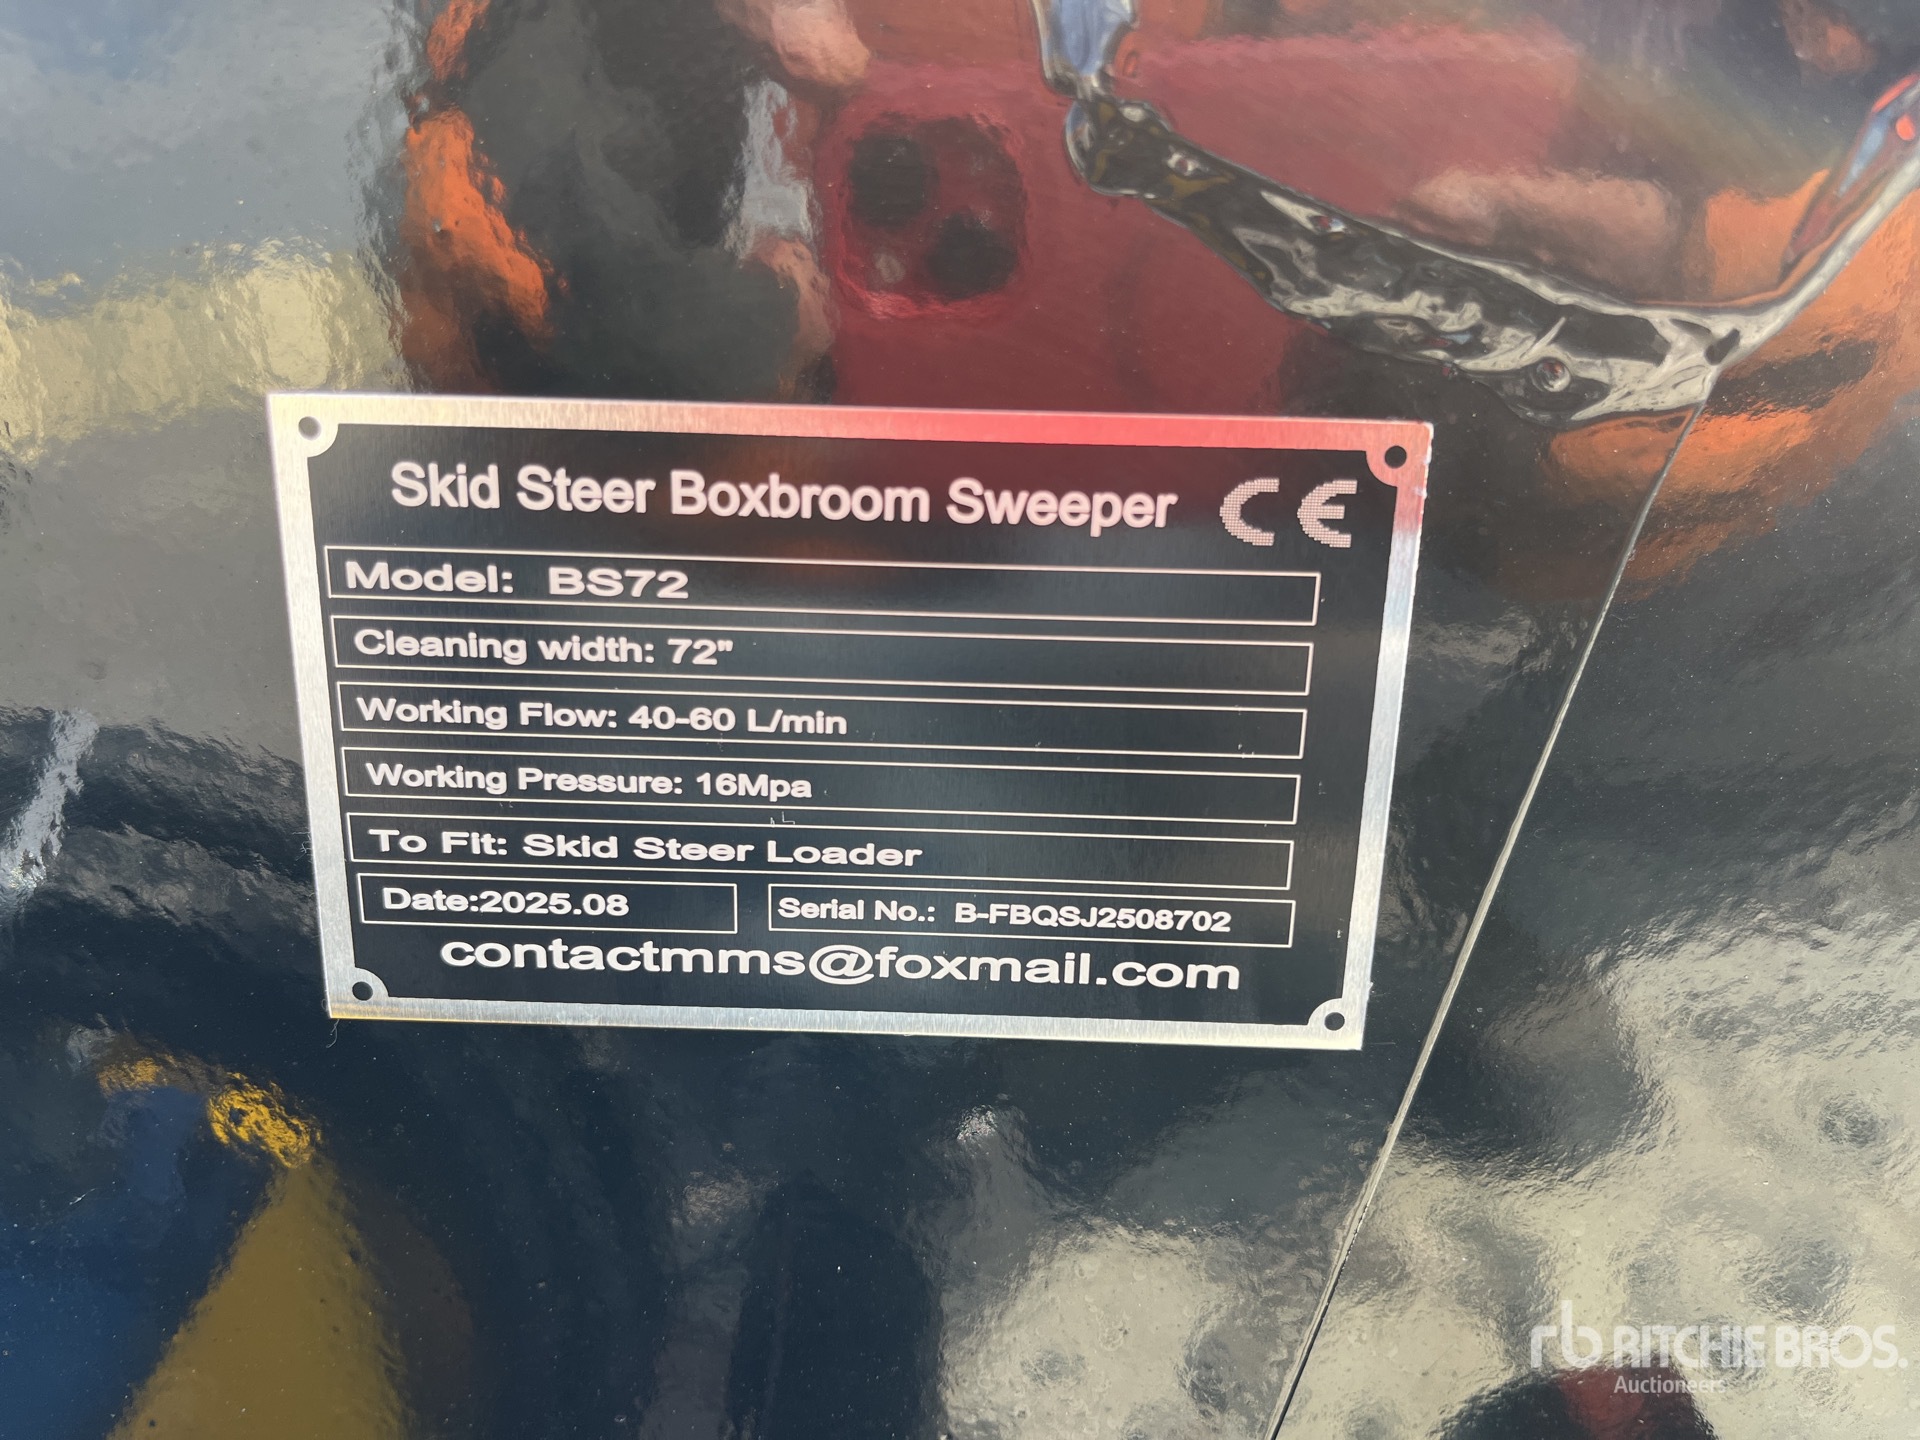 Skid Steer Boxbroom Sweeper CE
Model: BS72
Cleaning width: 72"
Working Flow: 40-60 L/min
Working Pressure: 16Mpa
To Fit: Skid Steer Loader
Date:2025.08 Serial No.: B-FBQSJ2508702
contactmms@foxmail.com
rb RITCHIE BROS.
Auctioneers